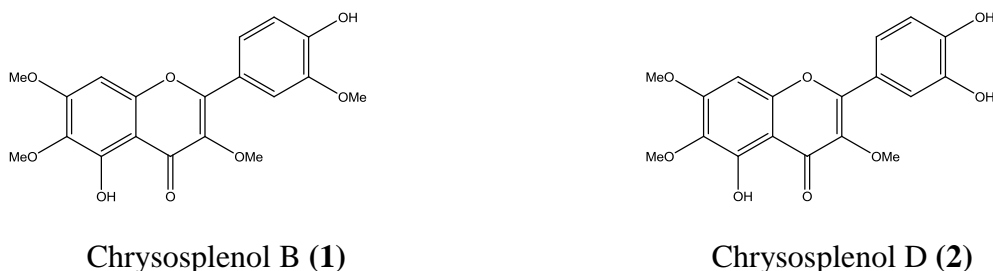 OH
MeO
O
OMe
MeO
OMe
OH
O
Chrysosplenol B (1)
OH
MeO
O
OH
MeO
OMe
OH
O
Chrysosplenol D (2)